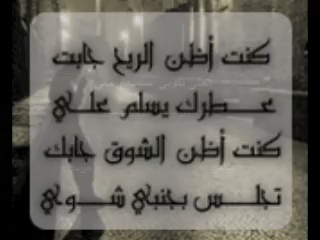 كنت أظن الريح جابت
عطرك يسلم علي
كنت أظن الشوق جابك
تجلس بجنبي شوي